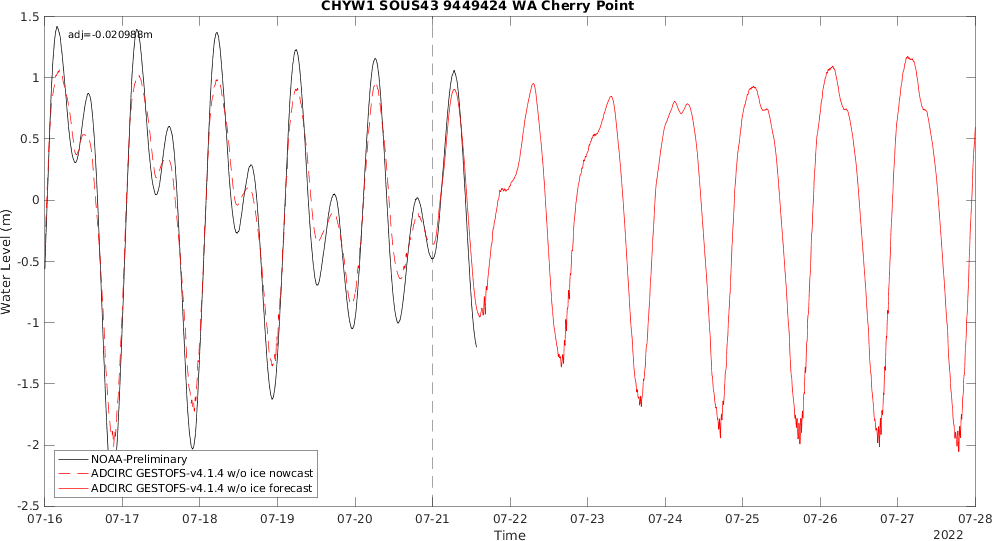 CHYW1 SOUS43 9449424 WA Cherry Point
adj=-0.020988m
1.5
1
0.5
0
-0.5
-1
-1.5
-2
-2.5
Water Level (m)
NOAA-Preliminary
ADCIRC GESTOFS-v4.1.4 w/o ice nowcast
ADCIRC GESTOFS-v4.1.4 w/o ice forecast
07-16 07-17 07-18 07-19 07-20 07-21 07-22 07-23 07-24 07-25 07-26 07-27 07-28
Time
2022